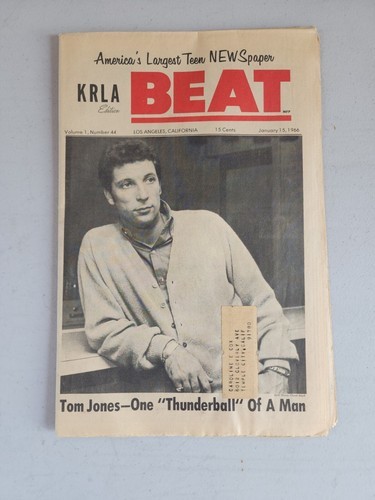 America's Largest Teen NEWSpaper
KRLA
Edition
BEAT
Volume 1, Number 44
LOS ANGELES, CALIFORNIA
15 Cents
January 15, 1966
Tom Jones—One "Thunderball" Of A Man